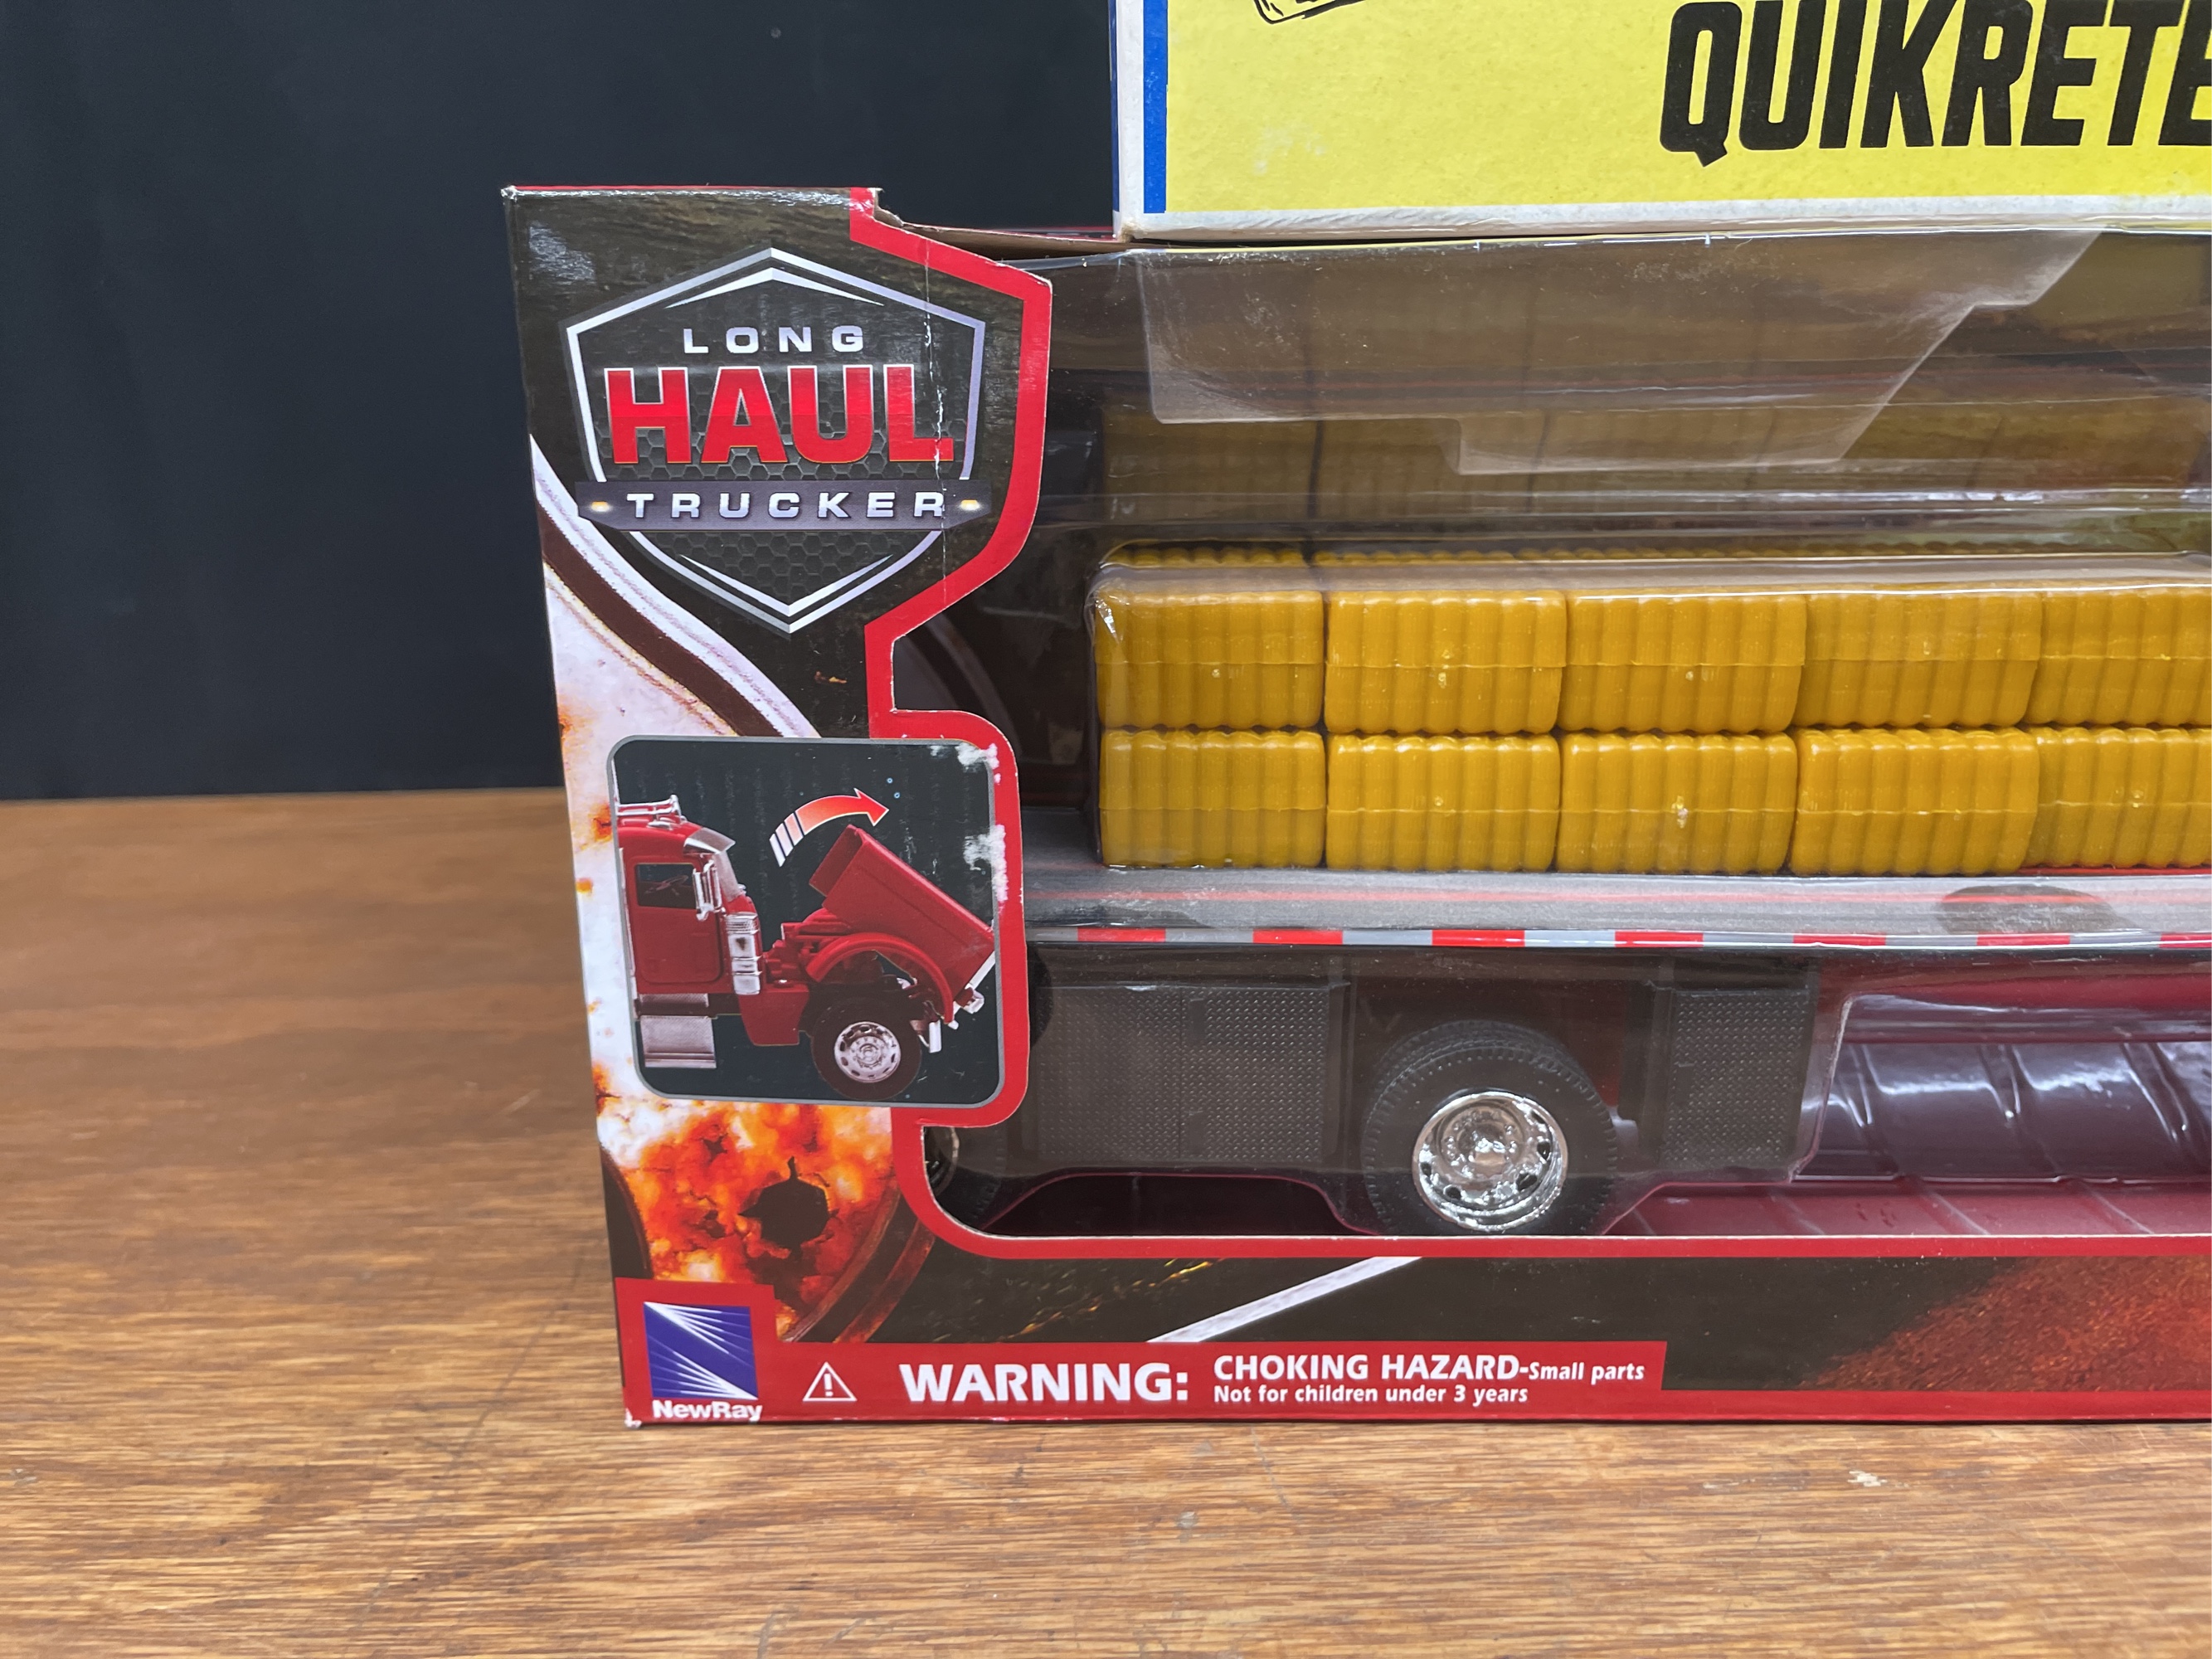 QUIKRETE
LONG
HAUL
TRUCKER
WARNING: CHOKING HAZARD-Small parts
Not for children under 3 years
NewRay